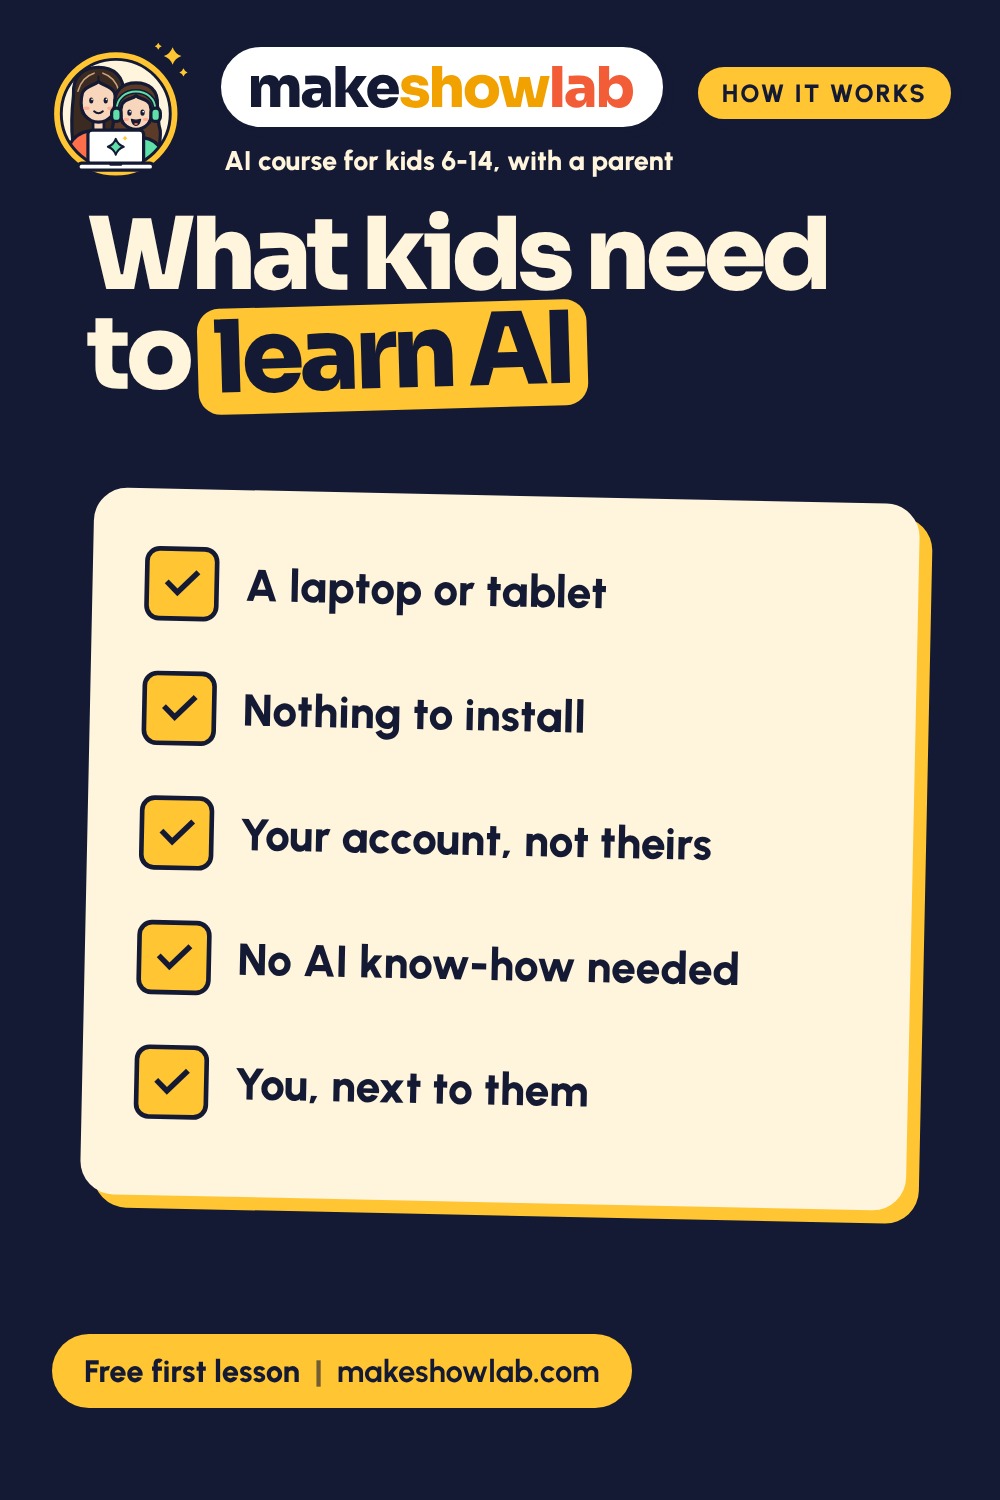 makeshowlab
HOW IT WORKS
AI course for kids 6-14, with a parent
What kids need
to learn AI
A laptop or tablet
Nothing to install
Your account, not theirs
No AI know-how needed
You, next to them
Free first lesson | makeshowlab.com